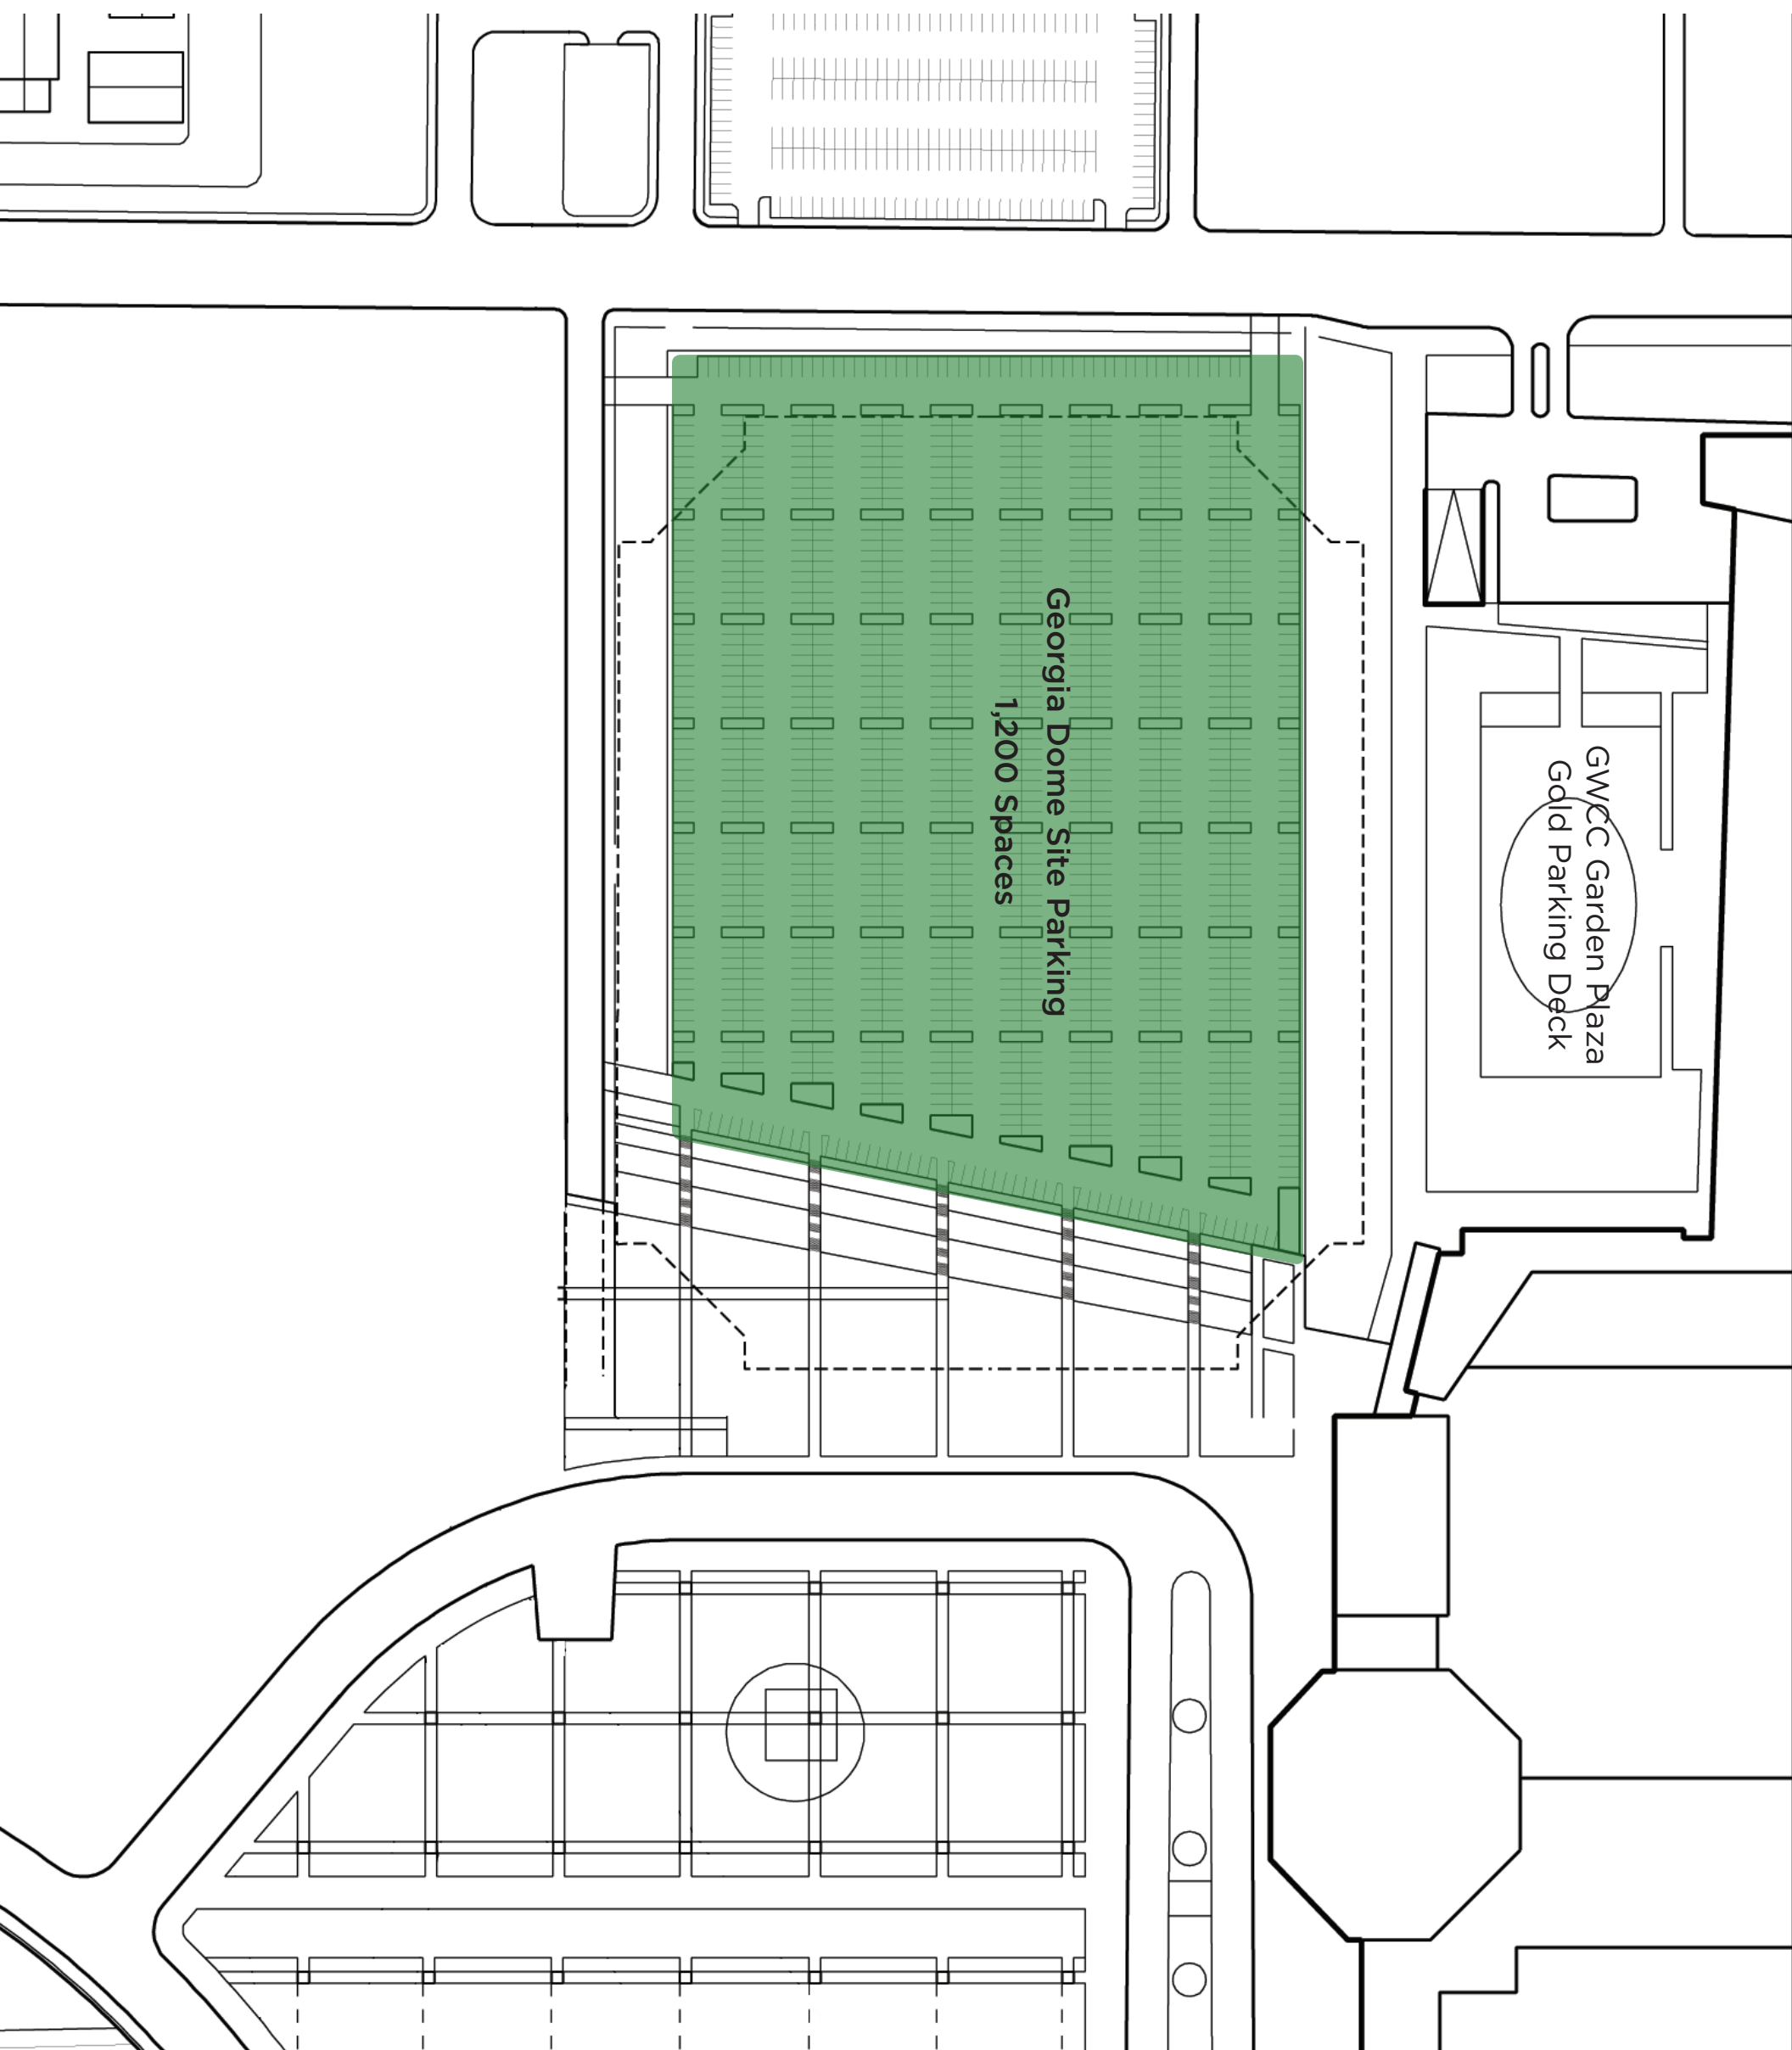 Georgia Dome Site Parking
1,200 Spaces
GWCC Garden Plaza
Gold Parking Deck